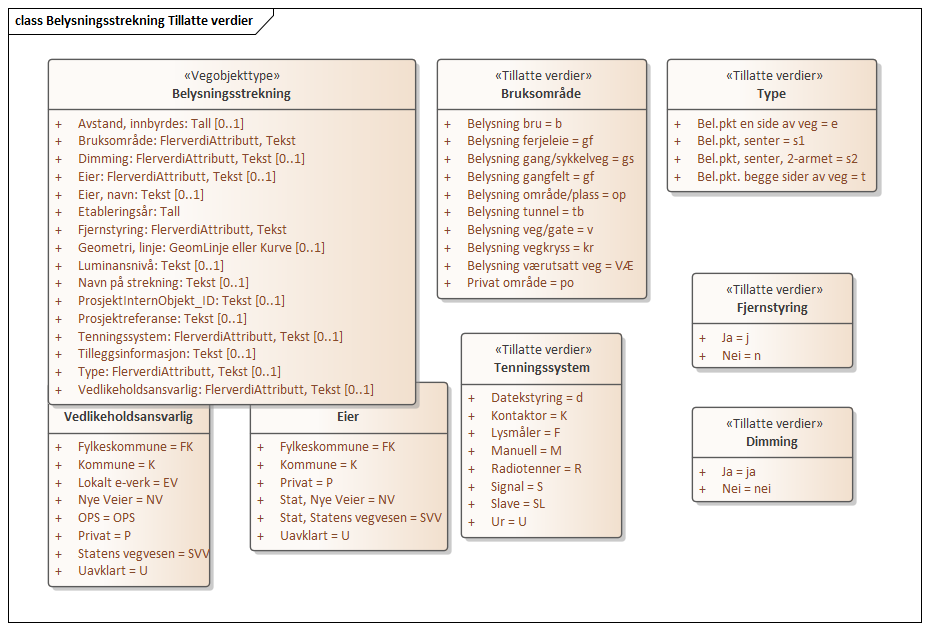 class Belysningsstrekning Tillatte verdier
«Vegobjekttype»
Belysningsstrekning
+ Avstand, innbyrdes: Tall [0..1]
+ Bruksområde: FlerverdiAttributt, Tekst
+ Dimming: FlerverdiAttributt, Tekst [0..1]
+ Eier: FlerverdiAttributt, Tekst [0..1]
+ Eier, navn: Tekst [0..1]
+ Etableringsår: Tall
+ Fjernstyring: FlerverdiAttributt, Tekst
+ Geometri, linje: GeomLinje eller Kurve [0..1]
+ Luminansnivå: Tekst [0..1]
+ Navn på strekning: Tekst [0..1]
+ ProsjektInternObjekt_ID: Tekst [0..1]
+ Prosjektreferanse: Tekst [0..1]
+ Tenningssystem: FlerverdiAttributt, Tekst [0..1]
+ Tilleggsinformasjon: Tekst [0..1]
+ Type: FlerverdiAttributt, Tekst [0..1]
+ Vedlikeholdsansvarlig: FlerverdiAttributt, Tekst [0..1]
«Tillatte verdier»
Bruksområde
+ Belysning bru = b
+ Belysning ferjeleie = gf
+ Belysning gang/sykkelveg = gs
+ Belysning gangfelt = gf
+ Belysning område/plass = op
+ Belysning tunnel = tb
+ Belysning veg/gate = v
+ Belysning vegkryss = kr
+ Belysning værutsatt veg = VÆ
+ Privat område = po
«Tillatte verdier»
Type
+ Bel.pkt en side av veg = e
+ Bel.pkt, senter = s1
+ Bel.pkt, senter, 2-armet = s2
+ Bel.pkt. begge sider av veg = t
«Tillatte verdier»
Fjernstyring
+ Ja = j
+ Nei = n
«Tillatte verdier»
Tenningssystem
+ Datekstyring = d
+ Kontaktor = K
+ Lysmåler = F
+ Manuell = M
+ Radiotenner = R
+ Signal = S
+ Slave = SL
+ Ur = U
«Tillatte verdier»
Dimming
+ Ja = ja
+ Nei = nei
Vedlikeholdsansvarlig
+ Fylkeskommune = FK
+ Kommune = K
+ Lokalt e-verk = EV
+ Nye Veier = NV
+ OPS = OPS
+ Privat = P
+ Statens vegvesen = SVV
+ Uavklart = U
Eier
+ Fylkeskommune = FK
+ Kommune = K
+ Privat = P
+ Stat, Nye Veier = NV
+ Stat, Statens vegvesen = SVV
+ Uavklart = U